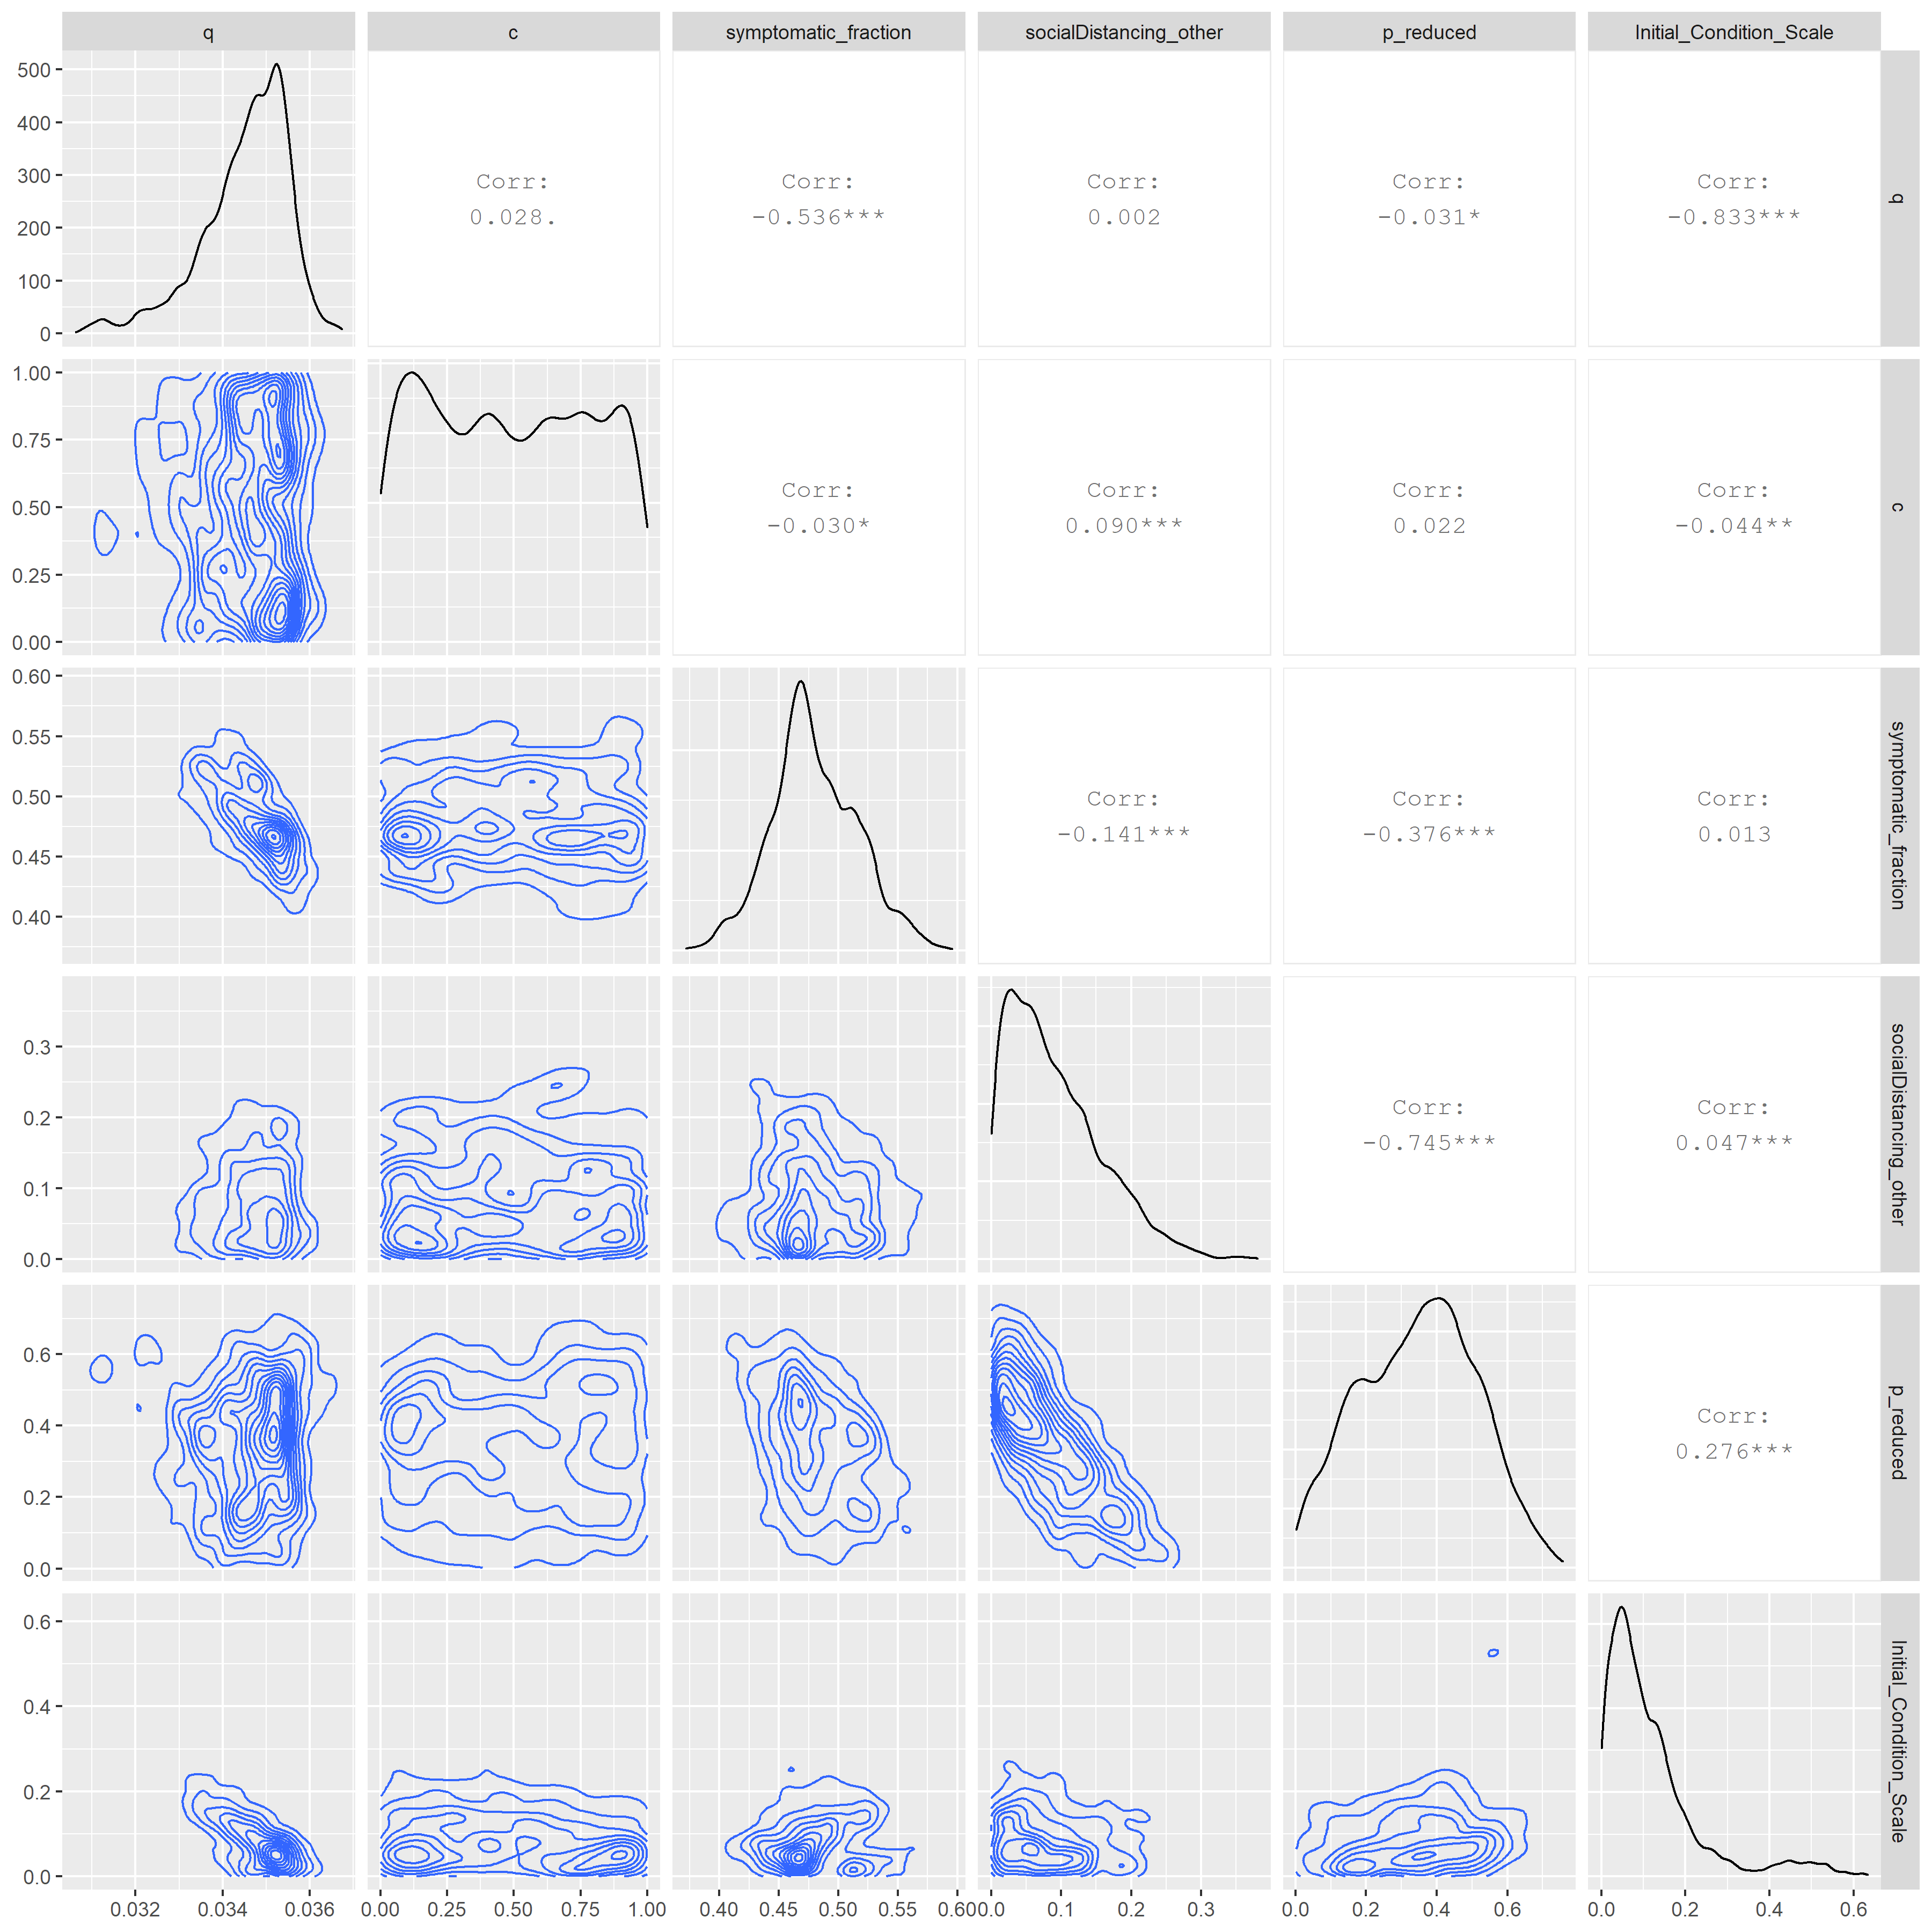 q c symptomatic_fraction socialDistancing_other p_reduced Initial_Condition_Scale
500
400
300
200
100
0
Corr:
0.028.
Corr:
-0.536***
Corr:
0.002
Corr:
-0.031*
Corr:
-0.833***
q
1.00
0.75
0.50
0.25
0.00
Corr:
-0.030*
Corr:
0.090***
Corr:
0.022
Corr:
-0.044**
c
0.60
0.55
0.50
0.45
0.40
Corr:
-0.141***
Corr:
-0.376***
Corr:
0.013
symptomatic_fraction
0.3
0.2
0.1
0.0
Corr:
-0.745***
Corr:
0.047***
socialDistancing_other
0.6
0.4
0.2
0.0
Corr:
0.276***
p_reduced
0.6
0.4
0.2
0.0
Initial_Condition_Scale
0.032 0.034 0.036 0.00 0.25 0.50 0.75 1.00 0.40 0.45 0.50 0.55 0.60 0.0 0.1 0.2 0.3 0.0 0.2 0.4 0.6 0.0 0.2 0.4 0.6